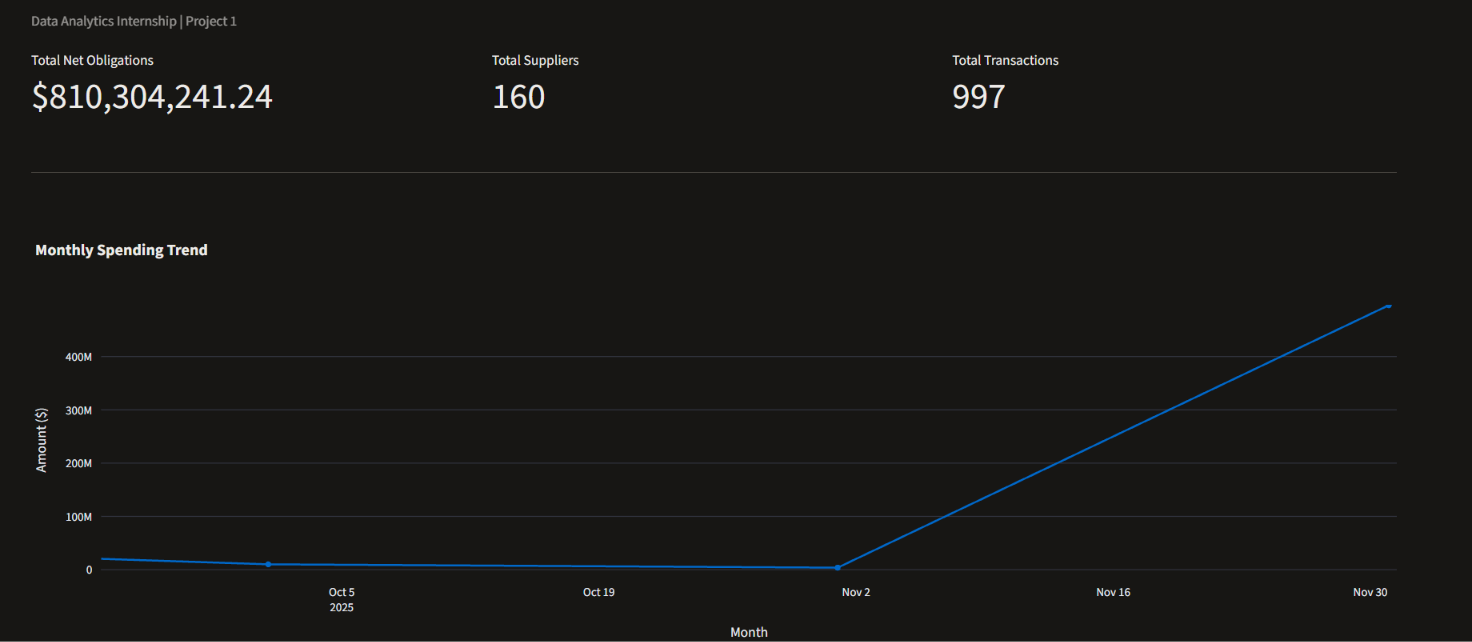 Data Analytics Internship | Project 1
Total Net Obligations
Total Suppliers
Total Transactions
$810,304,241.24
160
997
Monthly Spending Trend
400M
300M
200M
100M
0
Amount ($)
Oct 5
2025
Oct 19
Nov 2
Nov 16
Nov 30
Month